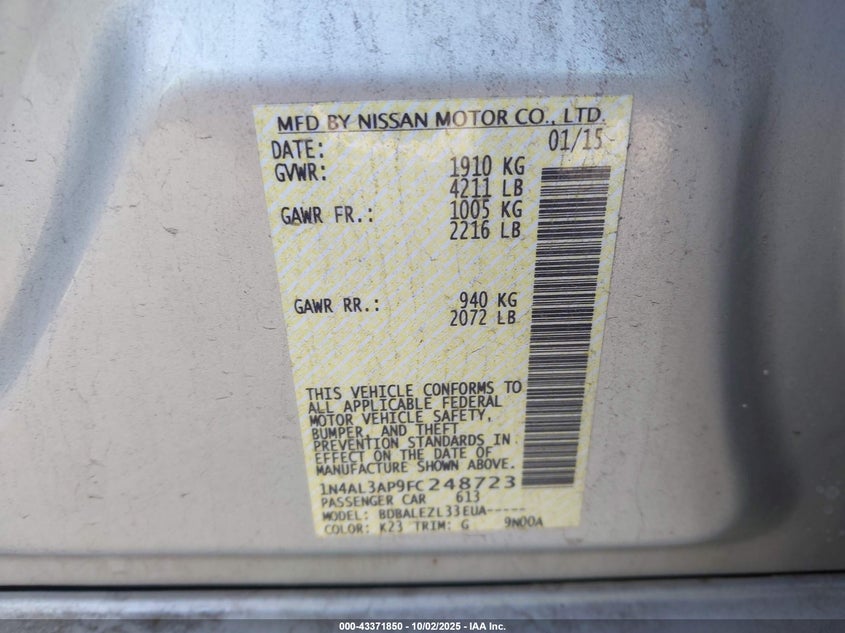 MFD BY NISSAN MOTOR CO., LTD.
DATE: 01/15
GVWR: 1910 KG
4211 LB
GAWR FR.: 1005 KG
2216 LB
GAWR RR.: 940 KG
2072 LB
THIS VEHICLE CONFORMS TO
ALL APPLICABLE FEDERAL
MOTOR VEHICLE SAFETY,
BUMPER, AND THEFT
PREVENTION STANDARDS IN
EFFECT ON THE DATE OF
MANUFACTURE SHOWN ABOVE.
1N4AL3AP9FC248723
PASSENGER CAR 613
MODEL: BDBALEZL33EUA-----
COLOR: K23 TRIM: G 9N00A
000-43371850 - 10/02/2025 - IAA Inc.